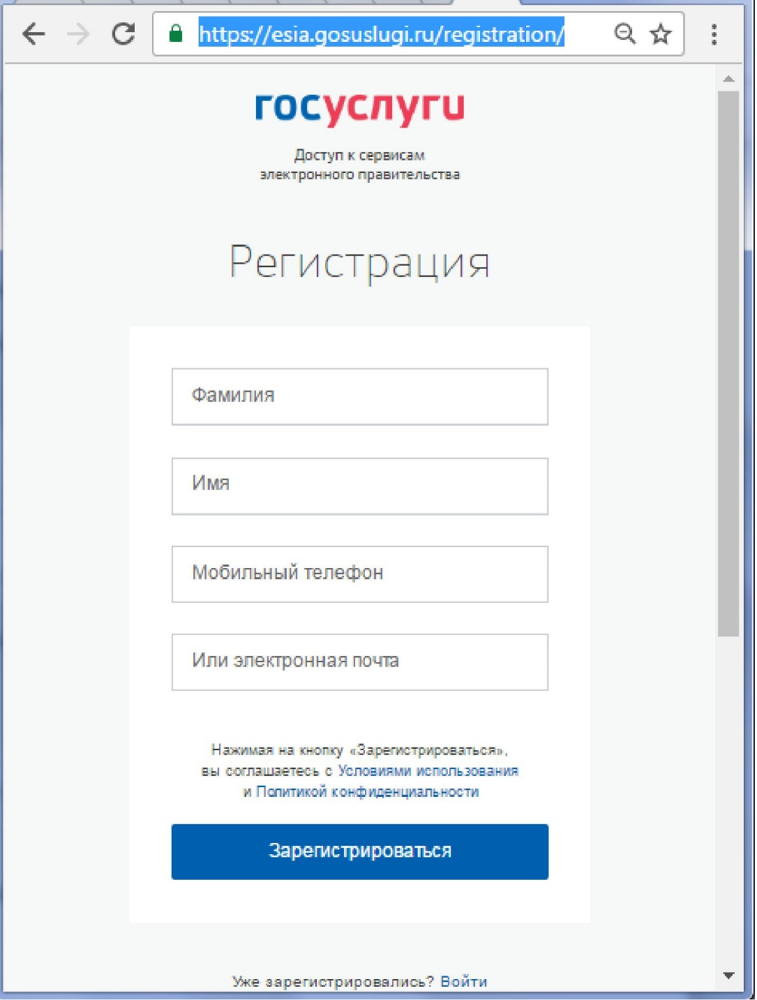 https://esia.gosuslugi.ru/registration/
госуслуги
Доступ к сервисам
электронного правительства
Регистрация
Фамилия
Имя
Мобильный телефон
Или электронная почта
Нажимая на кнопку «Зарегистрироваться»,
вы соглашаетесь с Условиями использования
и Политикой конфиденциальности
Зарегистрироваться
Уже зарегистрировались? Войти